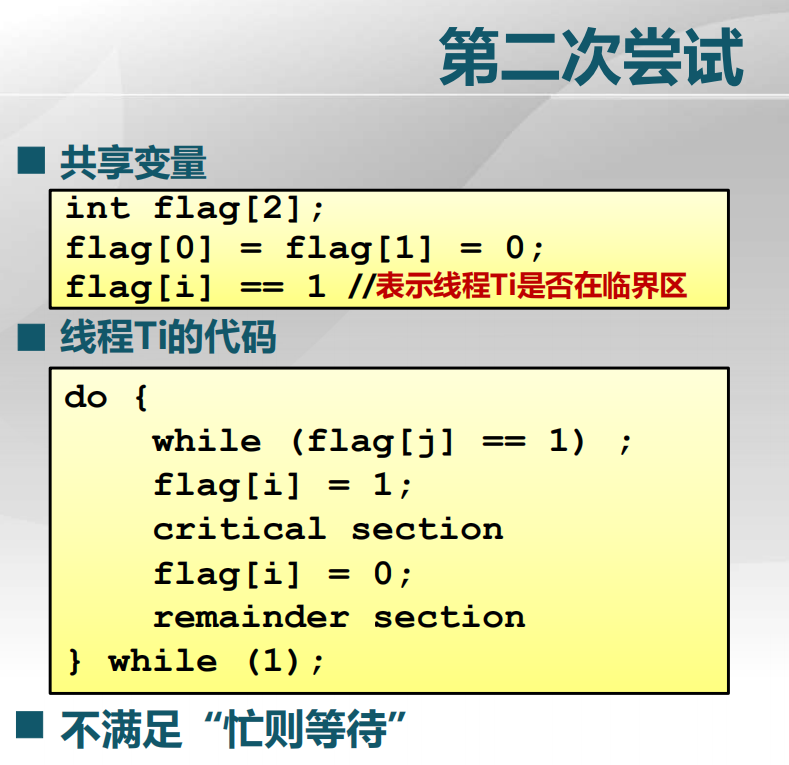 第二次尝试
共享变量
int flag[2];
flag[0] = flag[1] = 0;
flag[i] == 1 //表示线程Ti是否在临界区
线程Ti的代码
do {
while (flag[j] == 1) ;
flag[i] = 1;
critical section
flag[i] = 0;
remainder section
} while (1);
不满足“忙则等待”